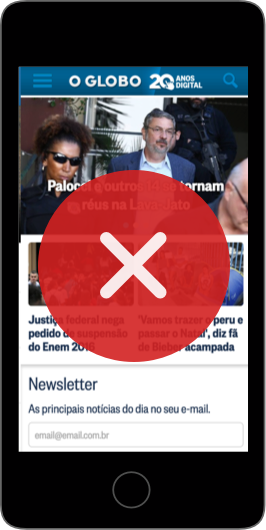 O GLOBO 20 ANOS
DIGITAL
Palocci e outros 14 se tornam
réus na Lava-Jato
Justiça federal nega
pedido de suspensão
do Enem 2016
'Vamos trazer o peru e
passar o Natal', diz fã
de Bieber acampada
Newsletter
As principais notícias do dia no seu e-mail.
email@email.com.br